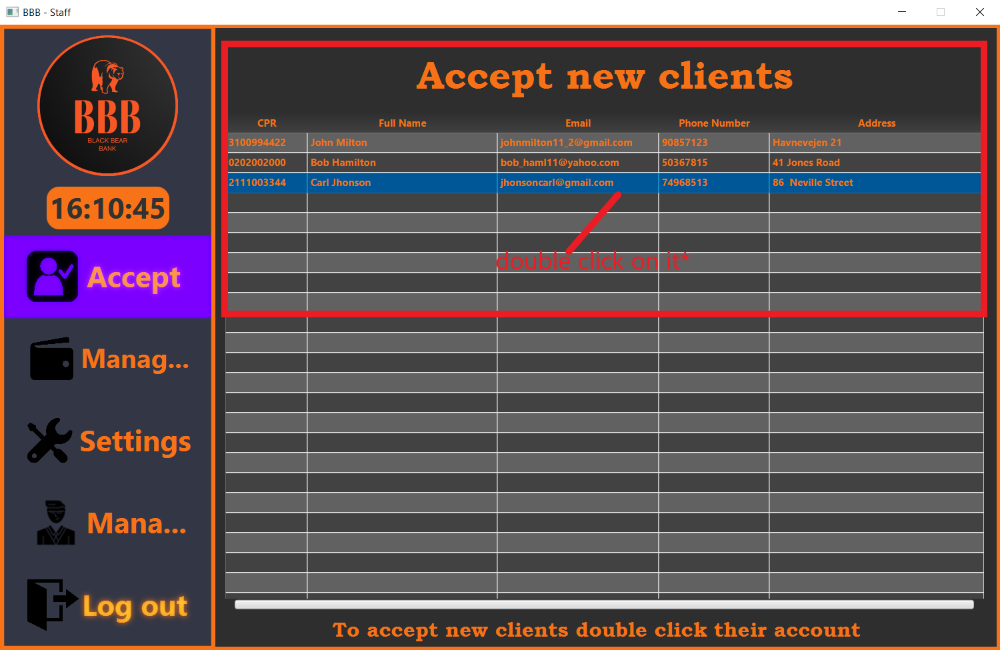 BBB - Staff
BBB
BLACK BEAR
BANK
16:10:45
Accept
Manag...
Settings
Mana...
Log out
Accept new clients
CPR Full Name Email Phone Number Address
3100994422 John Milton johnmilton11_2@gmail.com 90857123 Havnevejen 21
0202002000 Bob Hamilton bob_haml11@yahoo.com 50367815 41 Jones Road
2111003344 Carl Jhonson jhonsoncarl@gmail.com 74968513 86  Neville Street
double click on it*
To accept new clients double click their account